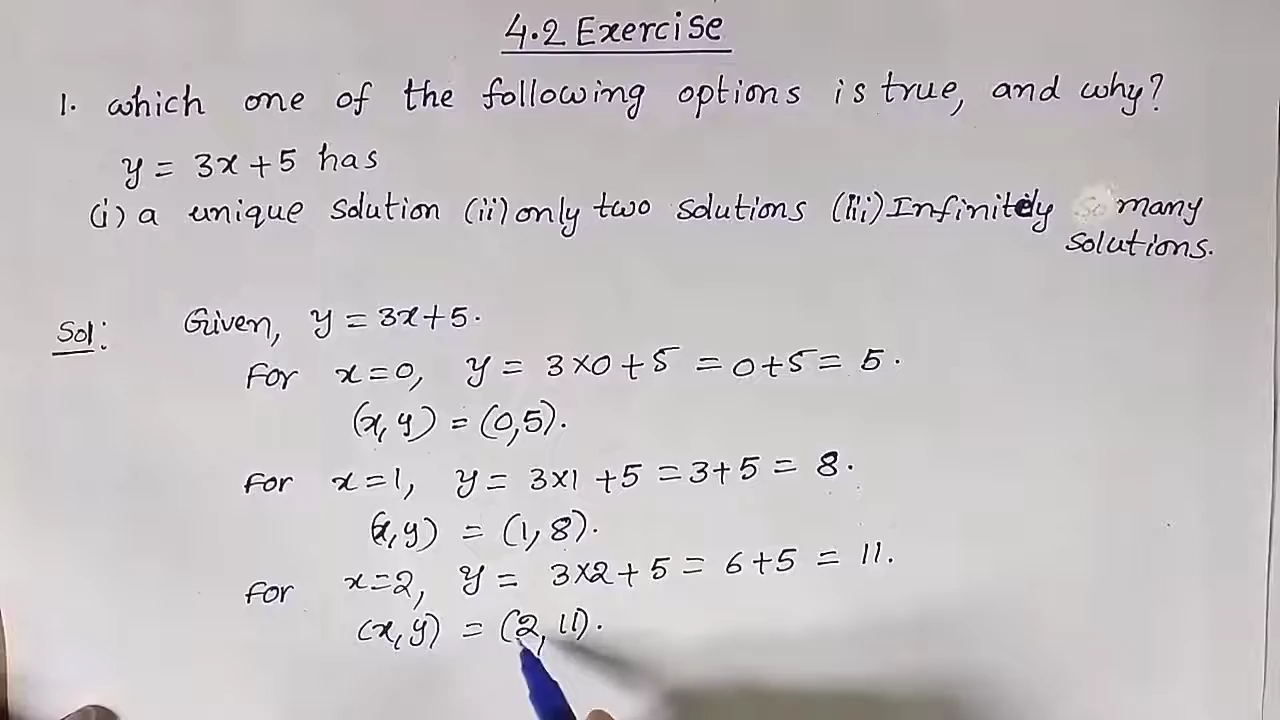 4.2 Exercise
1. which one of the following options is true, and why?
y = 3x+5 has
(i) a unique solution (ii) only two solutions (iii) Infinitely so many
solutions.
Sol: Given, y = 3x+5.
For x=0, y = 3×0+5 = 0+5 = 5.
(x,y) = (0,5).
For x=1, y = 3×1+5 = 3+5 = 8.
(x,y) = (1,8).
For x=2, y = 3×2+5 = 6+5 = 11.
(x,y) = (2,11).